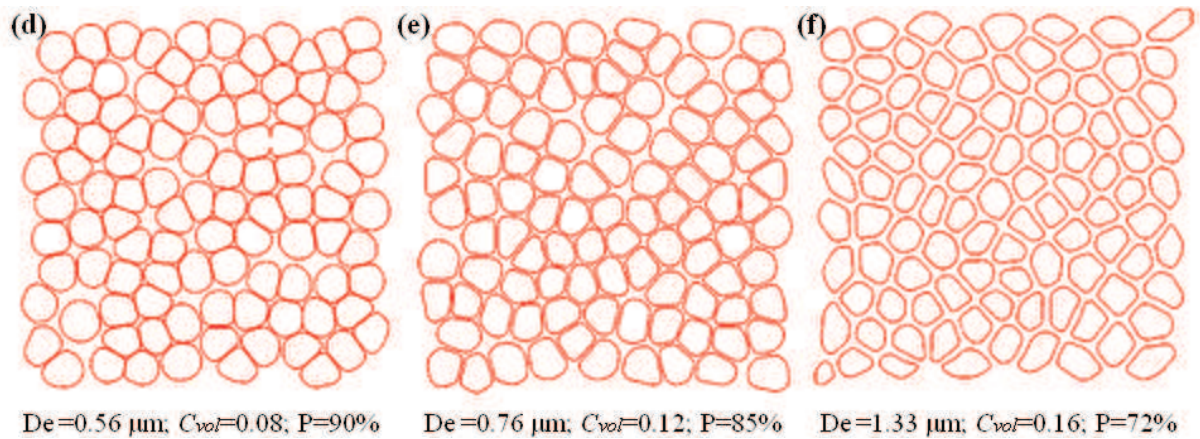 (d) (e) (f)
De=0.56 μm; Cvol=0.08; P=90% De=0.76 μm; Cvol=0.12; P=85% De=1.33 μm; Cvol=0.16; P=72%